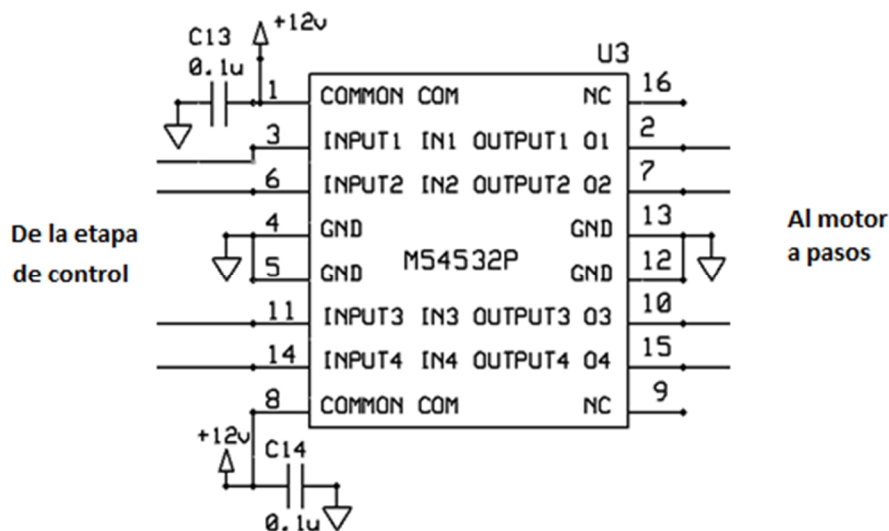 +12v
C13
0.1u
U3
1 COMMON COM NC 16
3 INPUT1 IN1 OUTPUT1 O1 2
6 INPUT2 IN2 OUTPUT2 O2 7
4 GND GND 13
M54532P
5 GND GND 12
11 INPUT3 IN3 OUTPUT3 O3 10
14 INPUT4 IN4 OUTPUT4 O4 15
8 COMMON COM NC 9
De la etapa
de control
Al motor
a pasos
+12v
C14
0.1u